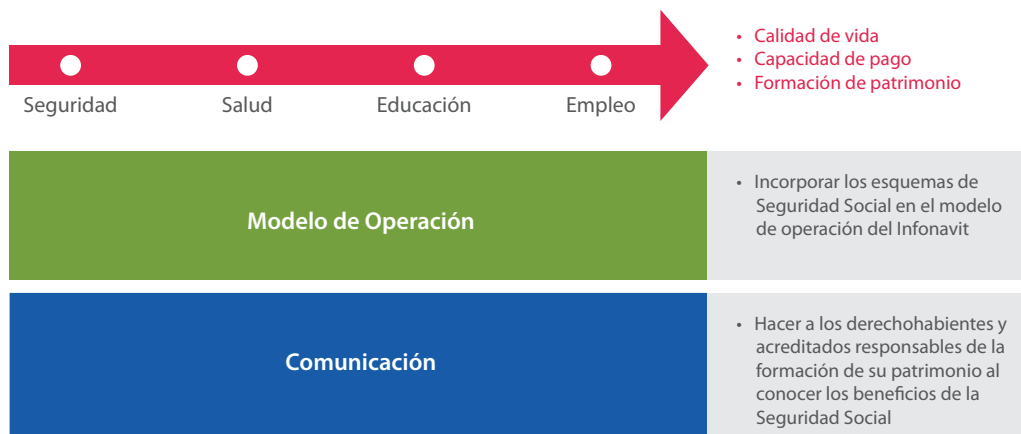 • Calidad de vida
• Capacidad de pago
• Formación de patrimonio
Seguridad
Salud
Educación
Empleo
Modelo de Operación
• Incorporar los esquemas de
Seguridad Social en el modelo
de operación del Infonavit
Comunicación
• Hacer a los derechohabientes y
acreditados responsables de la
formación de su patrimonio al
conocer los beneficios de la
Seguridad Social